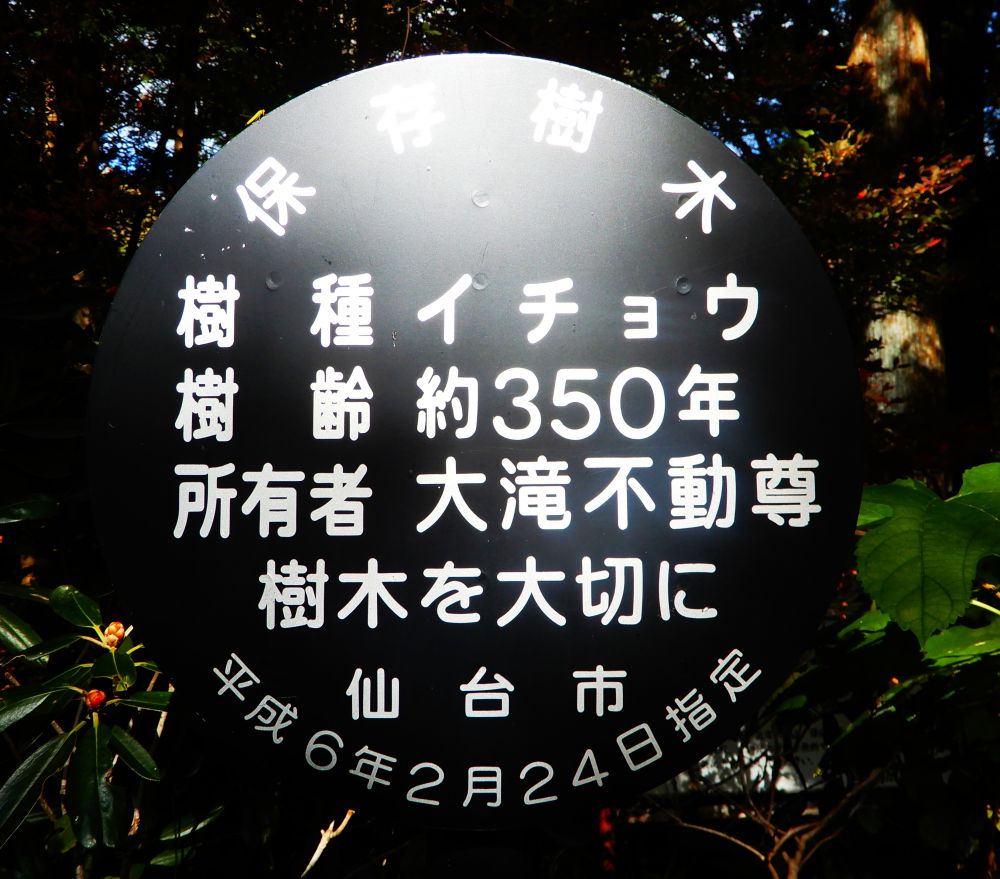 保存樹木
樹種 イチョウ
樹齢 約350年
所有者 大滝不動尊
樹木を大切に
仙台市
平成6年2月24日指定